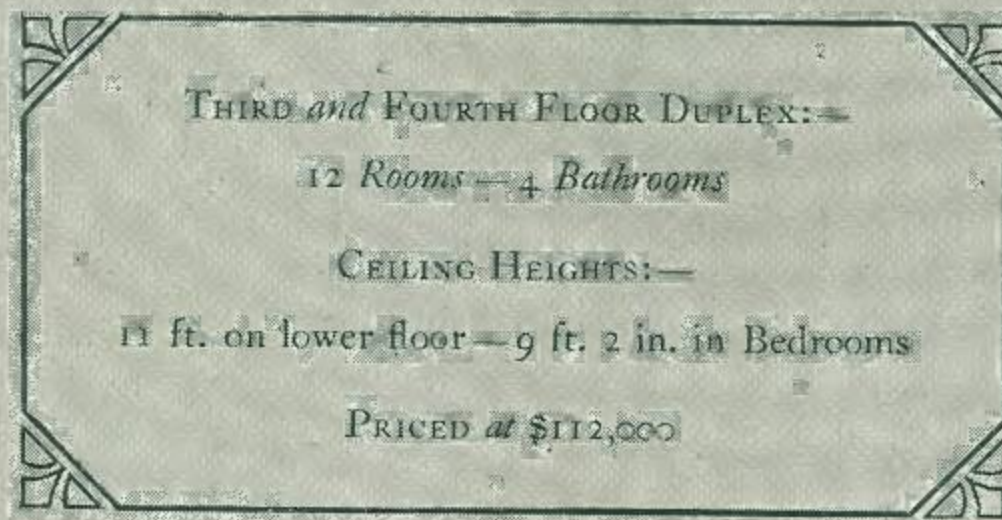 THIRD and FOURTH FLOOR DUPLEX:—
12 Rooms — 4 Bathrooms
CEILING HEIGHTS:—
11 ft. on lower floor — 9 ft. 2 in. in Bedrooms
PRICED at $112,000